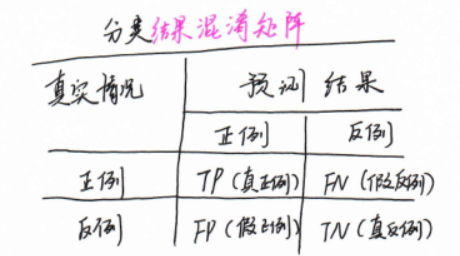 分类结果混淆矩阵
真实情况 预测结果
正例 反例
正例 TP(真正例) FN(假反例)
反例 FP(假正例) TN(真反例)